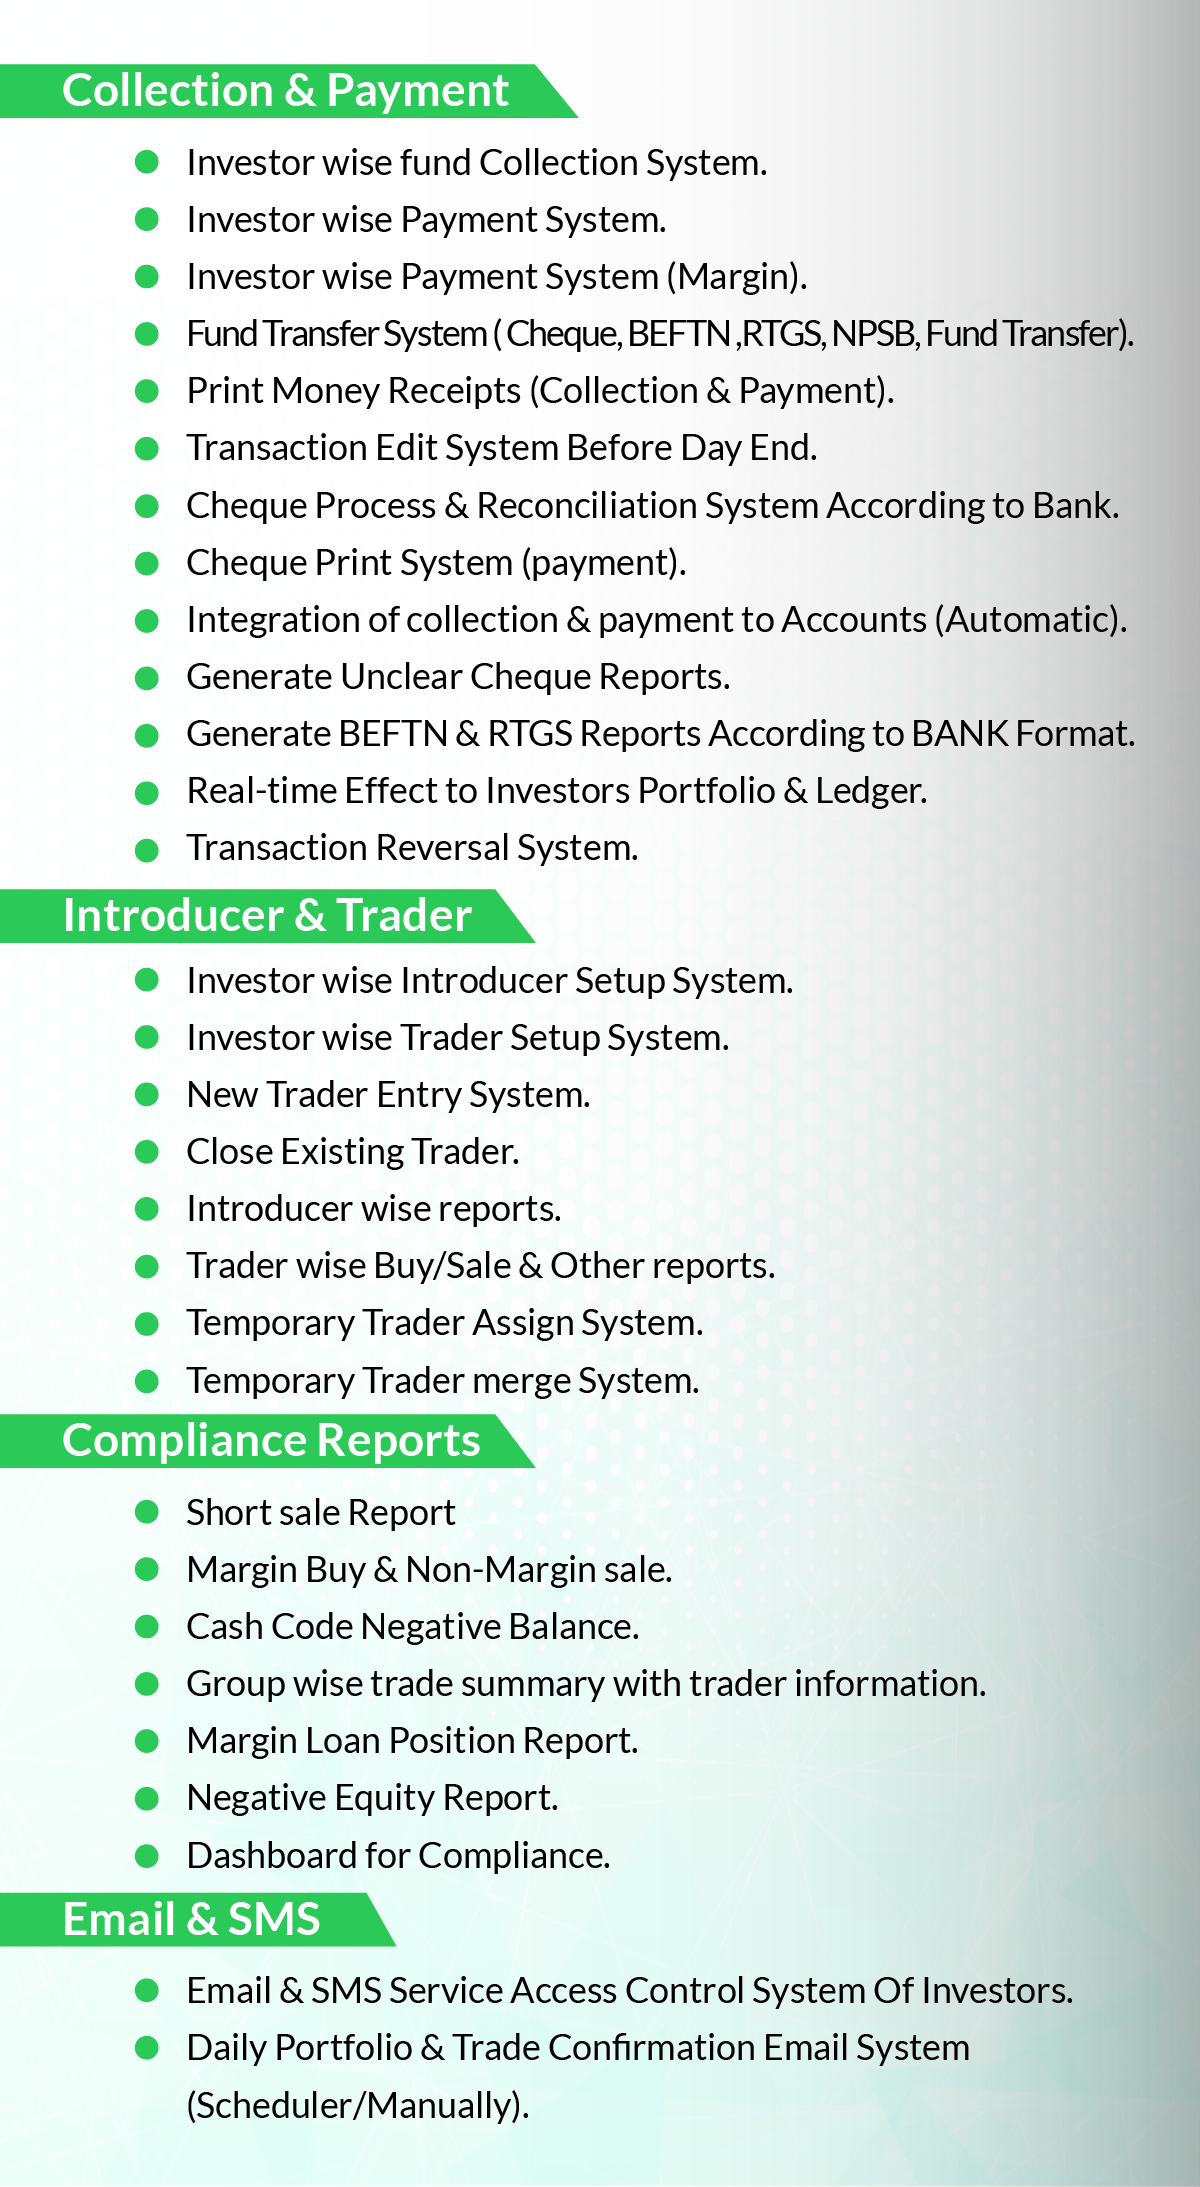 Collection & Payment
Investor wise fund Collection System.
Investor wise Payment System.
Investor wise Payment System (Margin).
Fund Transfer System ( Cheque, BEFTN ,RTGS, NPSB, Fund Transfer).
Print Money Receipts (Collection & Payment).
Transaction Edit System Before Day End.
Cheque Process & Reconciliation System According to Bank.
Cheque Print System (payment).
Integration of collection & payment to Accounts (Automatic).
Generate Unclear Cheque Reports.
Generate BEFTN & RTGS Reports According to BANK Format.
Real-time Effect to Investors Portfolio & Ledger.
Transaction Reversal System.
Introducer & Trader
Investor wise Introducer Setup System.
Investor wise Trader Setup System.
New Trader Entry System.
Close Existing Trader.
Introducer wise reports.
Trader wise Buy/Sale & Other reports.
Temporary Trader Assign System.
Temporary Trader merge System.
Compliance Reports
Short sale Report
Margin Buy & Non-Margin sale.
Cash Code Negative Balance.
Group wise trade summary with trader information.
Margin Loan Position Report.
Negative Equity Report.
Dashboard for Compliance.
Email & SMS
Email & SMS Service Access Control System Of Investors.
Daily Portfolio & Trade Confirmation Email System
(Scheduler/Manually).